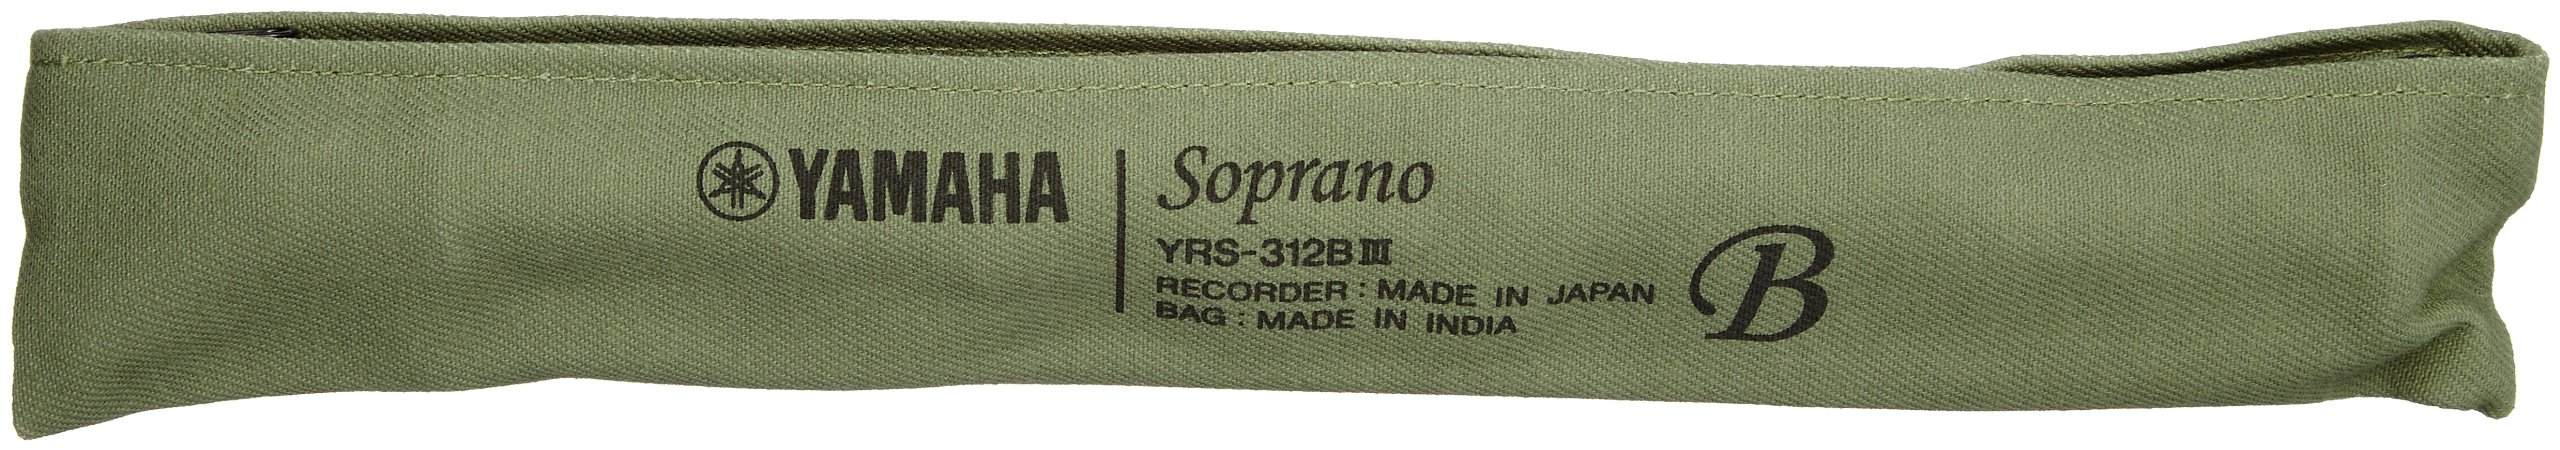 YAMAHA
Soprano
YRS-312BⅢ
RECORDER : MADE IN JAPAN
BAG : MADE IN INDIA
B